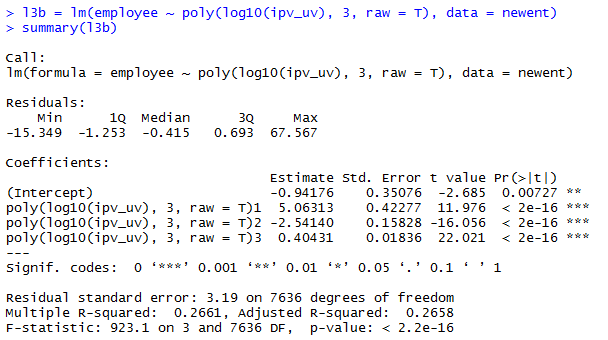 > l3b = lm(employee ~ poly(log10(ipv_uv), 3, raw = T), data = newent)
> summary(l3b)
Call:
lm(formula = employee ~ poly(log10(ipv_uv), 3, raw = T), data = newent)
Residuals:
Min 1Q Median 3Q Max
-15.349 -1.253 -0.415 0.693 67.567
Coefficients:
Estimate Std. Error t value Pr(>|t|)
(Intercept) -0.94176 0.35076 -2.685 0.00727 **
poly(log10(ipv_uv), 3, raw = T)1 5.06313 0.42277 11.976 < 2e-16 ***
poly(log10(ipv_uv), 3, raw = T)2 -2.54140 0.15828 -16.056 < 2e-16 ***
poly(log10(ipv_uv), 3, raw = T)3 0.40431 0.01836 22.021 < 2e-16 ***
---
Signif. codes: 0 ‘***’ 0.001 ‘**’ 0.01 ‘*’ 0.05 ‘.’ 0.1 ‘ ’ 1
Residual standard error: 3.19 on 7636 degrees of freedom
Multiple R-squared: 0.2661, Adjusted R-squared: 0.2658
F-statistic: 923.1 on 3 and 7636 DF, p-value: < 2.2e-16